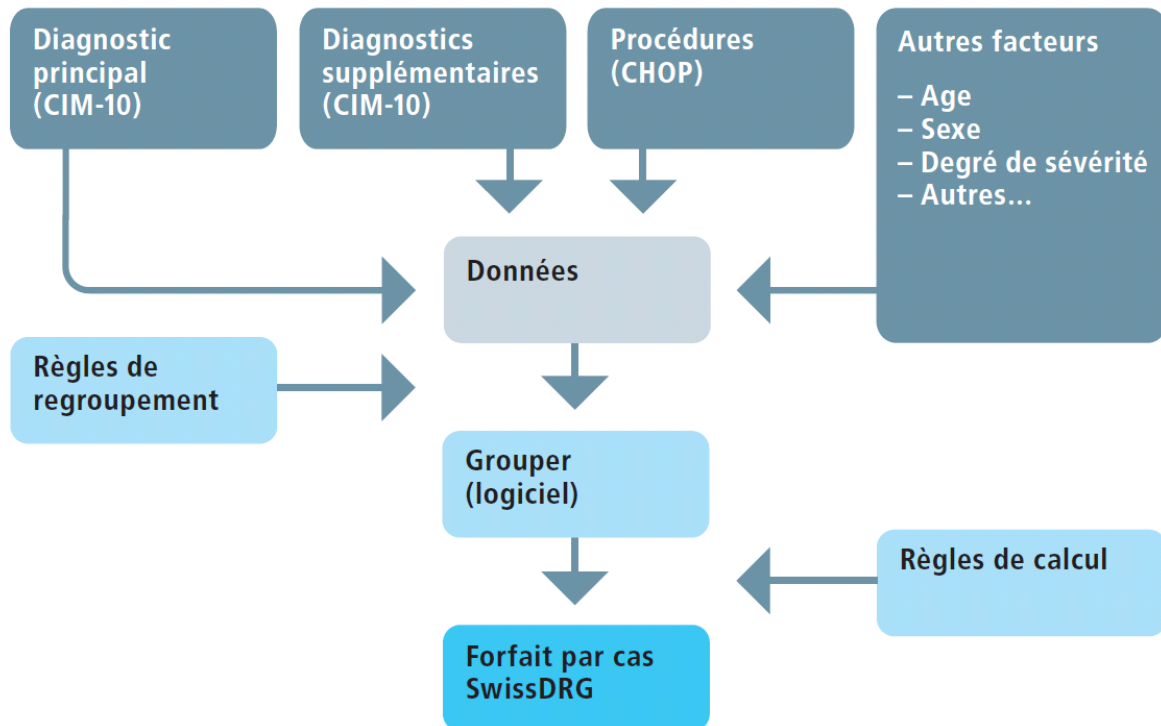 Diagnostic
principal
(CIM-10)
Diagnostics
supplémentaires
(CIM-10)
Procédures
(CHOP)
Autres facteurs
– Age
– Sexe
– Degré de sévérité
– Autres...
Données
Règles de
regroupement
Grouper
(logiciel)
Règles de calcul
Forfait par cas
SwissDRG